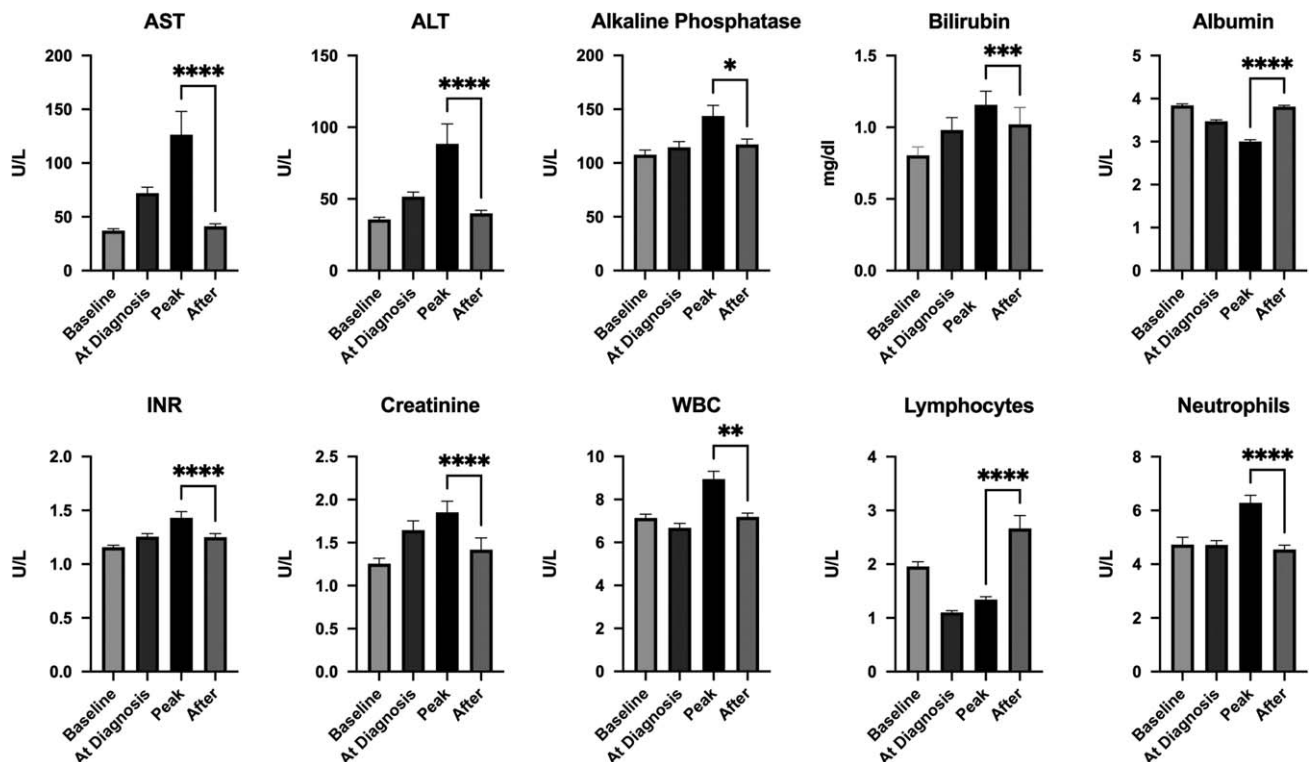 AST
200
150
100
50
0
U/L
****
Baseline
At Diagnosis
Peak
After
ALT
150
100
50
0
U/L
****
Baseline
At Diagnosis
Peak
After
Alkaline Phosphatase
200
150
100
50
0
U/L
*
Baseline
At Diagnosis
Peak
After
Bilirubin
1.5
1.0
0.5
1.0
mg/dl
***
Baseline
At Diagnosis
Peak
After
Albumin
5
4
3
2
1
0
U/L
****
Baseline
At Diagnosis
Peak
After
INR
2.0
1.5
1.0
0.5
0.0
U/L
****
Baseline
At Diagnosis
Peak
After
Creatinine
2.5
2.0
1.5
1.0
0.5
0.0
U/L
****
Baseline
At Diagnosis
Peak
After
WBC
10
8
6
4
2
0
U/L
**
Baseline
At Diagnosis
Peak
After
Lymphocytes
4
3
2
1
0
U/L
****
Baseline
At Diagnosis
Peak
After
Neutrophils
8
6
4
2
0
U/L
****
Baseline
At Diagnosis
Peak
After